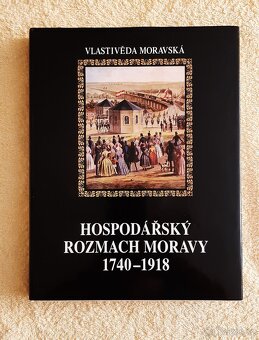 VLASTIVĚDA MORAVSKÁ
HOSPODÁŘSKÝ
ROZMACH MORAVY
1740–1918